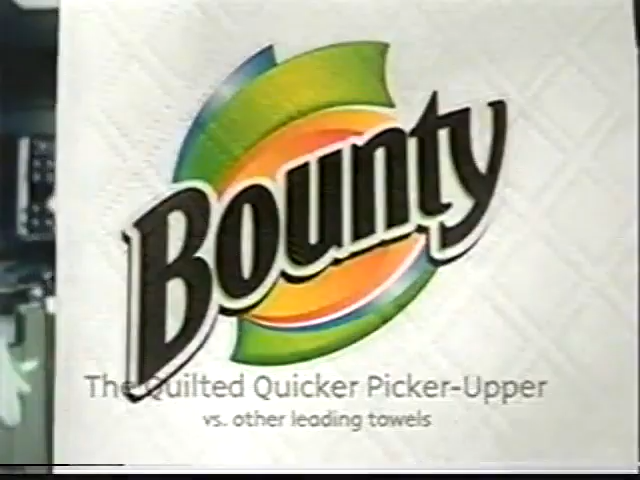 Bounty
The Quilted Quicker Picker-Upper
vs. other leading towels